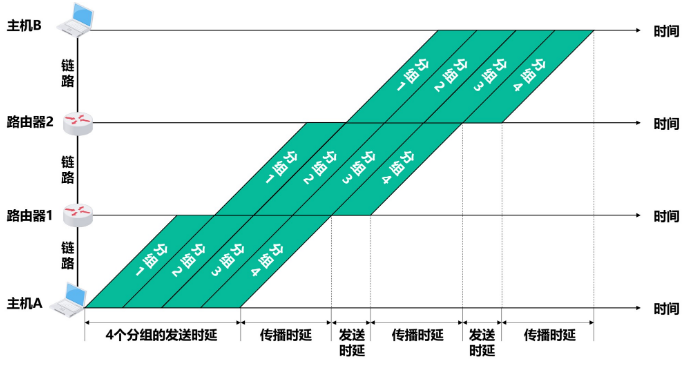 主机B
时间
链路
分组1
分组2
分组3
分组4
路由器2
时间
链路
分组1
分组2
分组3
分组4
路由器1
时间
链路
分组1
分组2
分组3
分组4
主机A
时间
4个分组的发送时延
传播时延
发送
时延
传播时延
发送
时延
传播时延